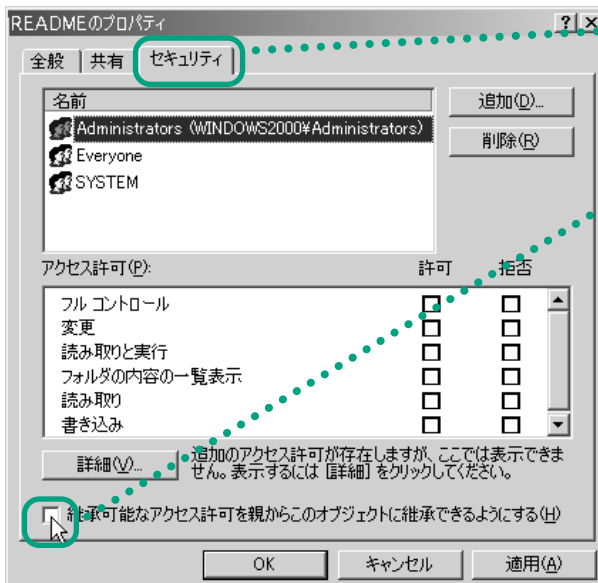 READMEのプロパティ
? ×
全般 共有 セキュリティ
名前
追加(D)...
Administrators (WINDOWS2000¥Administrators)
削除(R)
Everyone
SYSTEM
アクセス許可(P): 許可 拒否
フル コントロール
変更
読み取りと実行
フォルダの内容の一覧表示
読み取り
書き込み
詳細(V)...
追加のアクセス許可が存在しますが、ここでは表示できま
せん。表示するには [詳細] をクリックしてください。
継承可能なアクセス許可を親からこのオブジェクトに継承できるようにする(H)
OK キャンセル 適用(A)